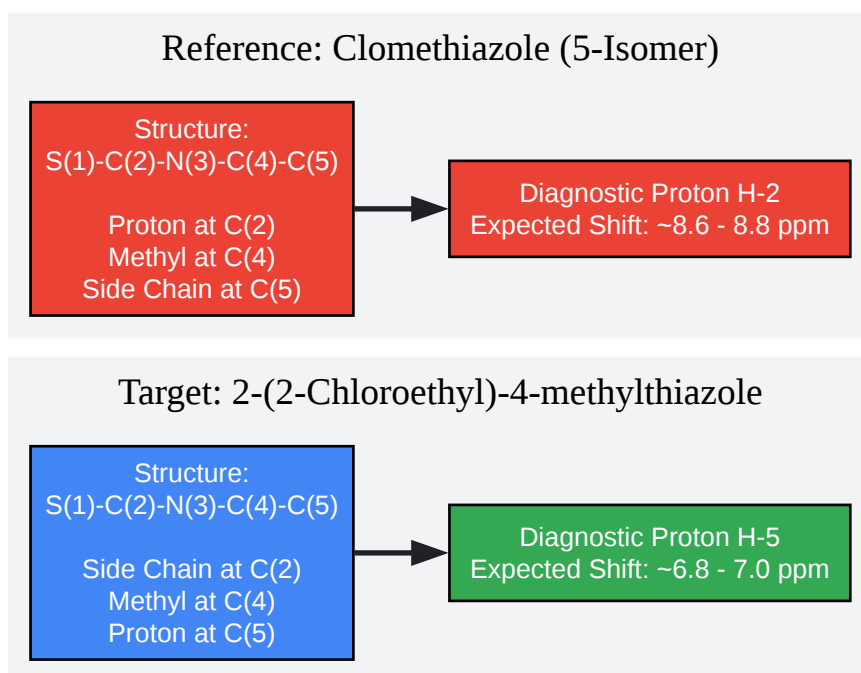 Reference: Clomethiazole (5-Isomer)
Structure:
S(1)-C(2)-N(3)-C(4)-C(5)
Proton at C(2)
Methyl at C(4)
Side Chain at C(5)
Diagnostic Proton H-2
Expected Shift: ~8.6 - 8.8 ppm
Target: 2-(2-Chloroethyl)-4-methylthiazole
Structure:
S(1)-C(2)-N(3)-C(4)-C(5)
Side Chain at C(2)
Methyl at C(4)
Proton at C(5)
Diagnostic Proton H-5
Expected Shift: ~6.8 - 7.0 ppm